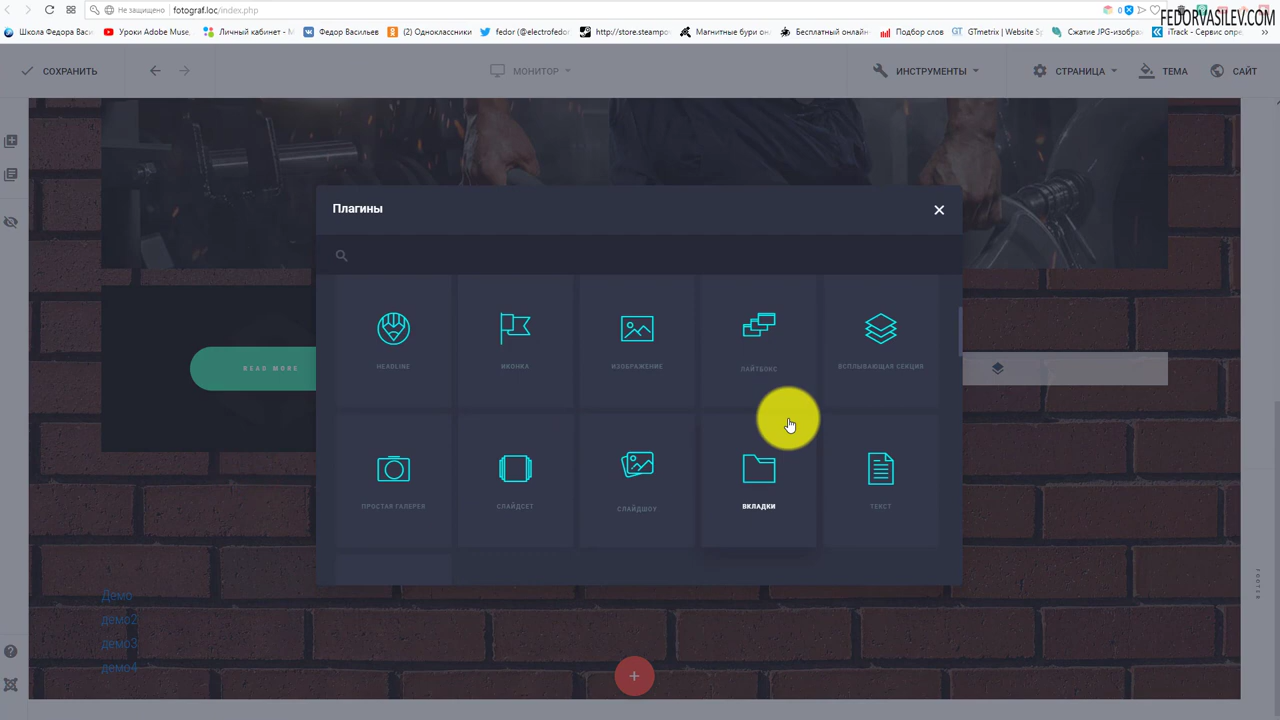 FEDORVASILEV.COM
Не защищено fotograf.loc/index.php
Школа Федора Васи
Уроки Adobe Muse,
Личный кабинет - М
Федор Васильев
(2) Одноклассники
fedor (@electrofedor
http://store.steampo
Магнитные бури он
Бесплатный онлайн-
Подбор слов
GTmetrix | Website Sp
Сжатие JPG-изображ
iTrack - Сервис опре
СОХРАНИТЬ
МОНИТОР
ИНСТРУМЕНТЫ
СТРАНИЦА
ТЕМА
САЙТ
Плагины
HEADLINE
ИКОНКА
ИЗОБРАЖЕНИЕ
ЛАЙТБОКС
ВСПЛЫВАЮЩАЯ СЕКЦИЯ
READ MORE
ПРОСТАЯ ГАЛЕРЕЯ
СЛАЙДСЕТ
СЛАЙДШОУ
ВКЛАДКИ
ТЕКСТ
FOOTER
Демо
демо2
демо3
демо4